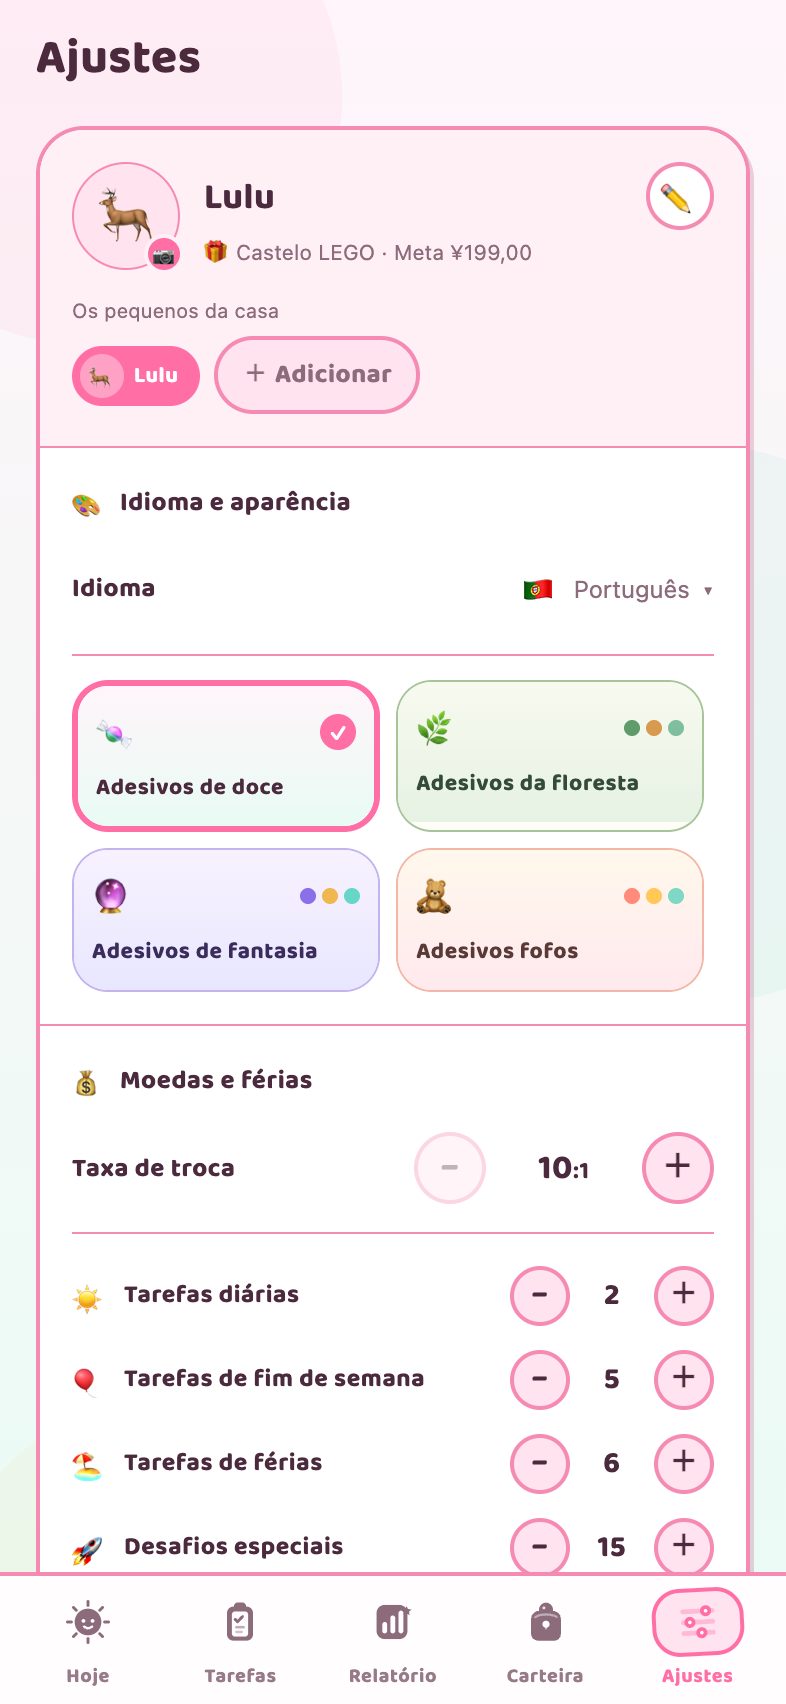 Ajustes
Lulu
Castelo LEGO · Meta ¥199,00
Os pequenos da casa
Lulu
+ Adicionar
Idioma e aparência
Idioma
Português
Adesivos de doce
Adesivos da floresta
Adesivos de fantasia
Adesivos fofos
Moedas e férias
Taxa de troca
- 10:1 +
Tarefas diárias
- 2 +
Tarefas de fim de semana
- 5 +
Tarefas de férias
- 6 +
Desafios especiais
- 15 +
Hoje
Tarefas
Relatório
Carteira
Ajustes